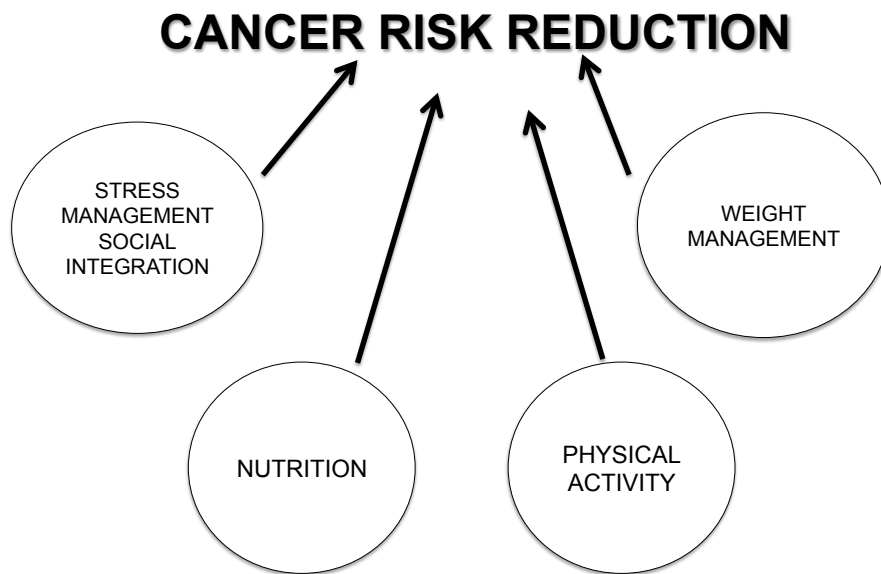 CANCER RISK REDUCTION
STRESS
MANAGEMENT
SOCIAL
INTEGRATION
WEIGHT
MANAGEMENT
NUTRITION
PHYSICAL
ACTIVITY